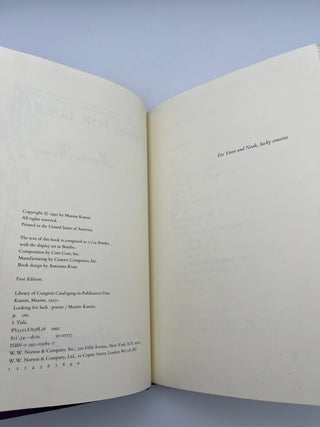 Copyright © 1992 by Maxine Kumin
All rights reserved.
Printed in the United States of America.
The text of this book is composed in 11/14 Bembo,
with the display set in Bembo.
Composition by Com Com, Inc.
Manufacturing by Courier Companies, Inc.
Book design by Antonina Krass
First Edition.
Library of Congress Cataloging-in-Publication Data
Kumin, Maxine, 1925–
Looking for luck : poems / Maxine Kumin.
p. cm.
I. Title.
1992
811'.54—dc20
ISBN 0-393-03085-7
W.W. Norton & Company, Inc., 500 Fifth Avenue, New York, N.Y.
W.W. Norton & Company, Ltd., 10 Coptic Street, London WC1A
1 2 3 4 5 6 7 8 9 0
For Yann and Noah, lucky cousins